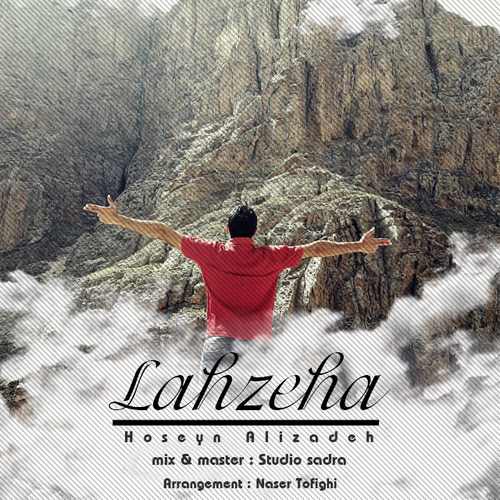 Lahzeha
Hoseyn Alizadeh
mix & master : Studio sadra
Arrangement : Naser Tofighi